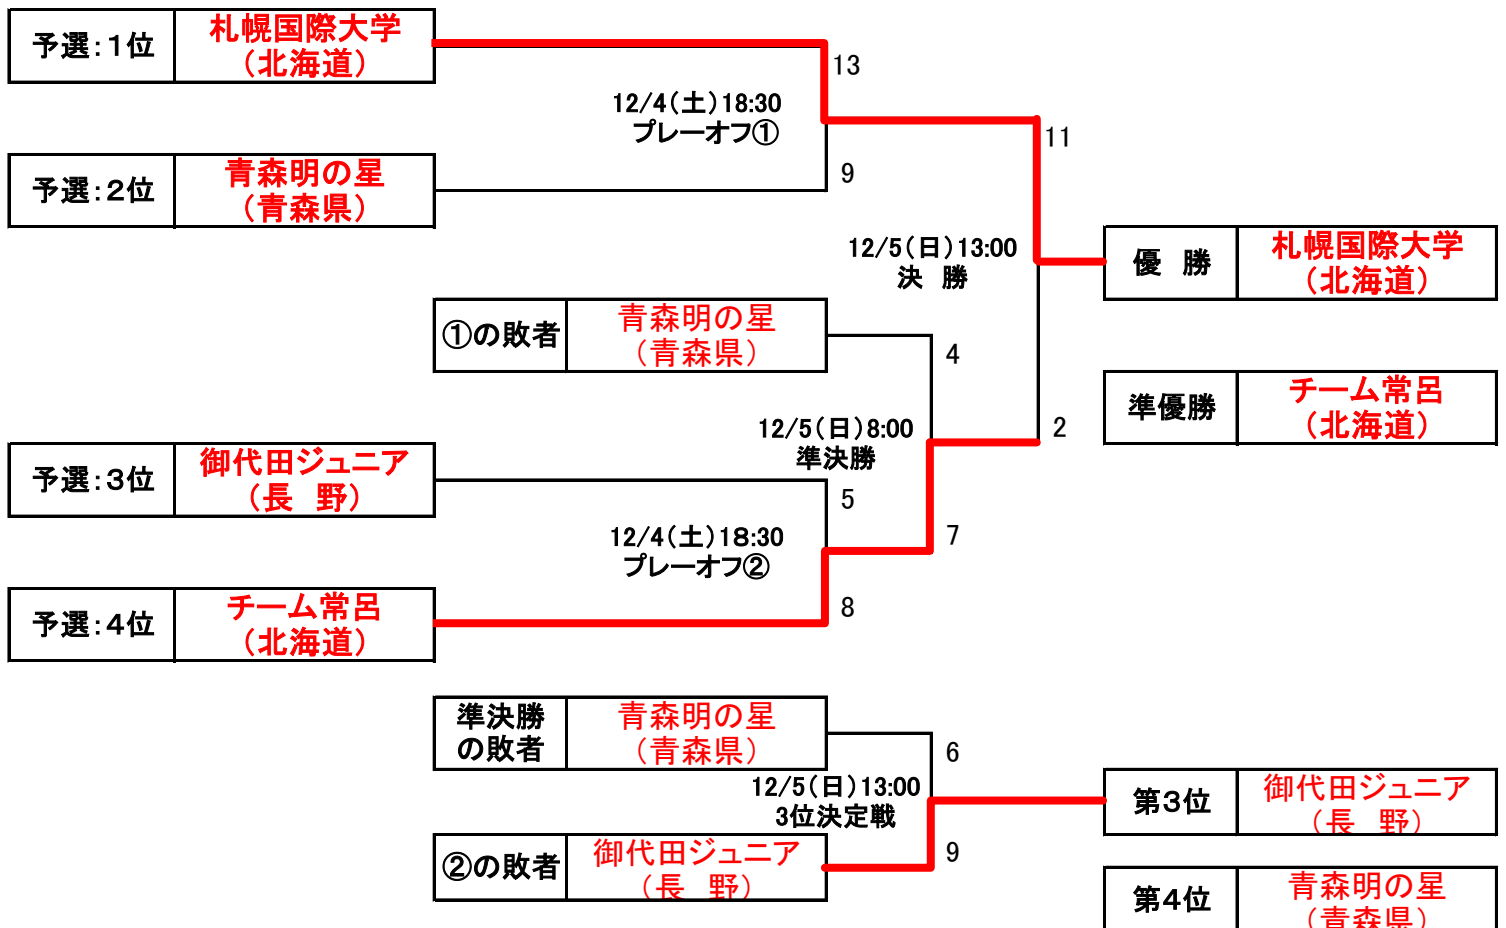 予選：1位
札幌国際大学
（北海道）
13
12/4（土）18:30
プレーオフ①
11
予選：2位
青森明の星
（青森県）
9
12/5（日）13:00
決　勝
優　勝
札幌国際大学
（北海道）
①の敗者
青森明の星
（青森県）
4
準優勝
チーム常呂
（北海道）
2
12/5（日）8:00
準決勝
予選：3位
御代田ジュニア
（長　野）
5
12/4（土）18:30
プレーオフ②
7
予選：4位
チーム常呂
（北海道）
8
準決勝
の敗者
青森明の星
（青森県）
6
12/5（日）13:00
3位決定戦
第3位
御代田ジュニア
（長　野）
②の敗者
御代田ジュニア
（長　野）
9
第4位
青森明の星
（青森県）